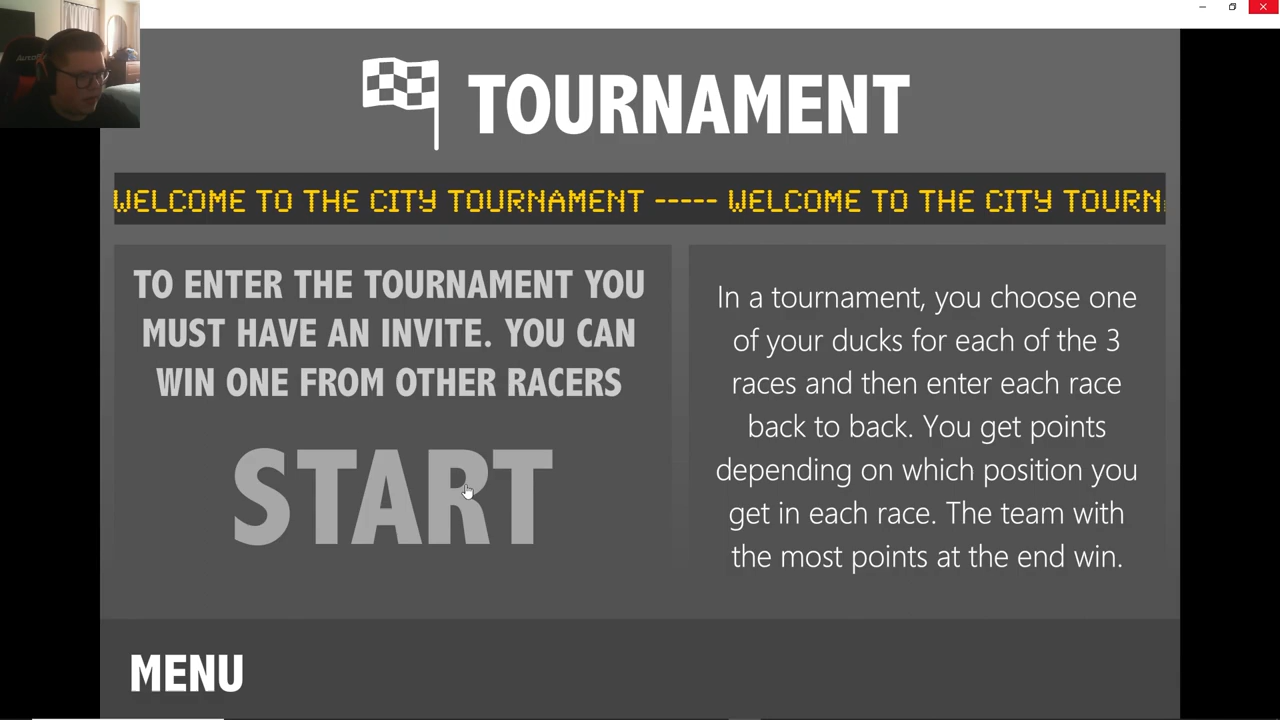 TOURNAMENT
WELCOME TO THE CITY TOURNAMENT ----- WELCOME TO THE CITY TOURN
TO ENTER THE TOURNAMENT YOU
MUST HAVE AN INVITE. YOU CAN
WIN ONE FROM OTHER RACERS
START
In a tournament, you choose one
of your ducks for each of the 3
races and then enter each race
back to back. You get points
depending on which position you
get in each race. The team with
the most points at the end win.
MENU